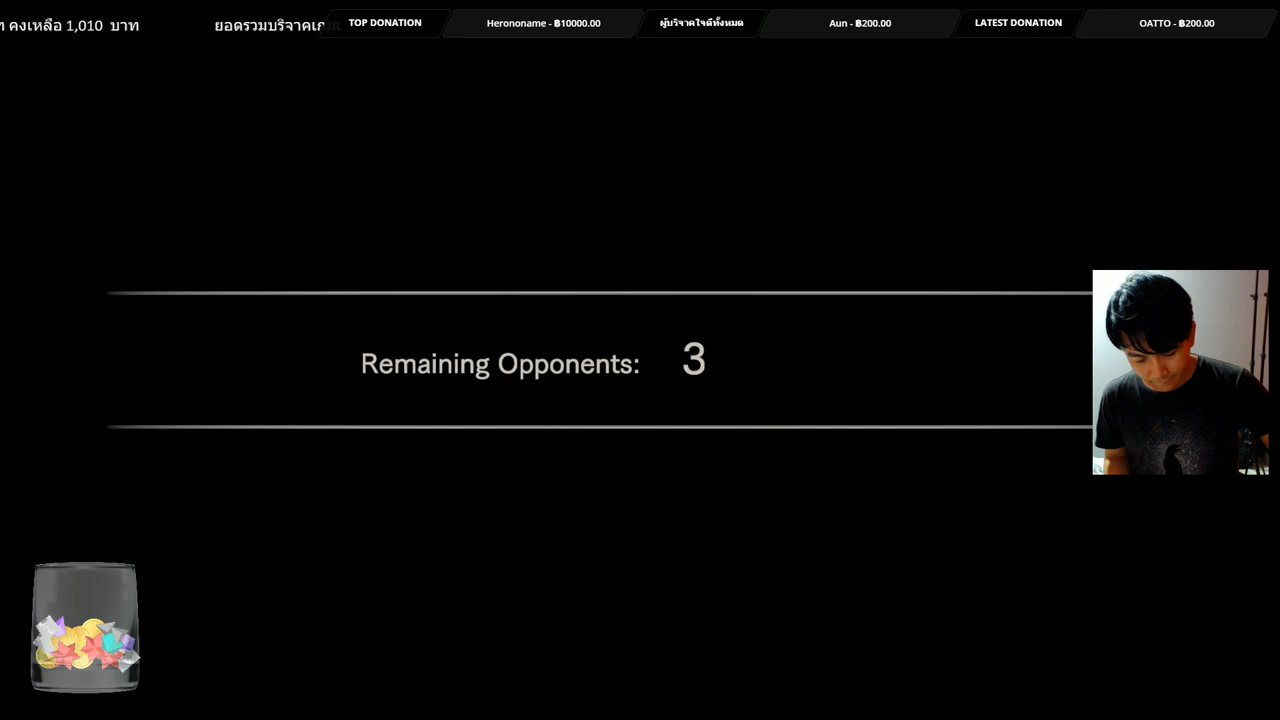 คงเหลือ 1,010 บาท ยอดรวมบริจาค
TOP DONATION
Herononame - ฿10000.00
ผู้บริจาคใจดีทั้งหมด
Aun - ฿200.00
LATEST DONATION
OATTO - ฿200.00
Remaining Opponents: 3